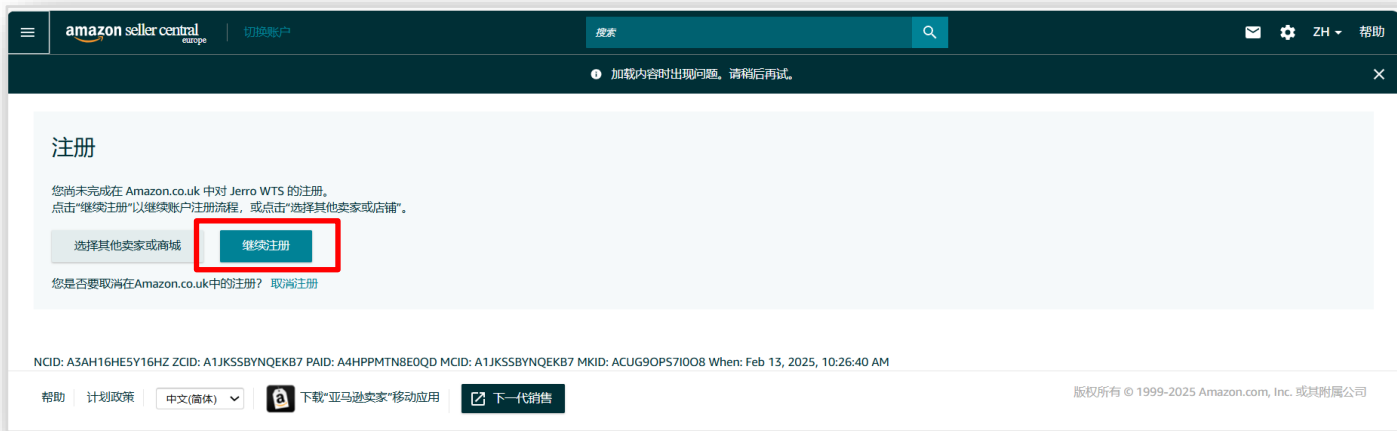 amazon seller central
europe
切换账户
搜索
ZH
帮助
加载内容时出现问题。请稍后再试。
注册
您尚未完成在 Amazon.co.uk 中对 Jerro WTS 的注册。
点击“继续注册”以继续账户注册流程，或点击“选择其他卖家或店铺”。
选择其他卖家或商城
继续注册
您是否要取消在Amazon.co.uk中的注册？ 取消注册
NCID: A3AH16HE5Y16HZ ZCID: A1JKSSBYNQEKB7 PAID: A4HPPMTN8E0QD MCID: A1JKSSBYNQEKB7 MKID: ACUG9OPS7I0O8 When: Feb 13, 2025, 10:26:40 AM
帮助
计划政策
中文(简体)
a
下载“亚马逊卖家”移动应用
下一代销售
版权所有 © 1999-2025 Amazon.com, Inc. 或其附属公司